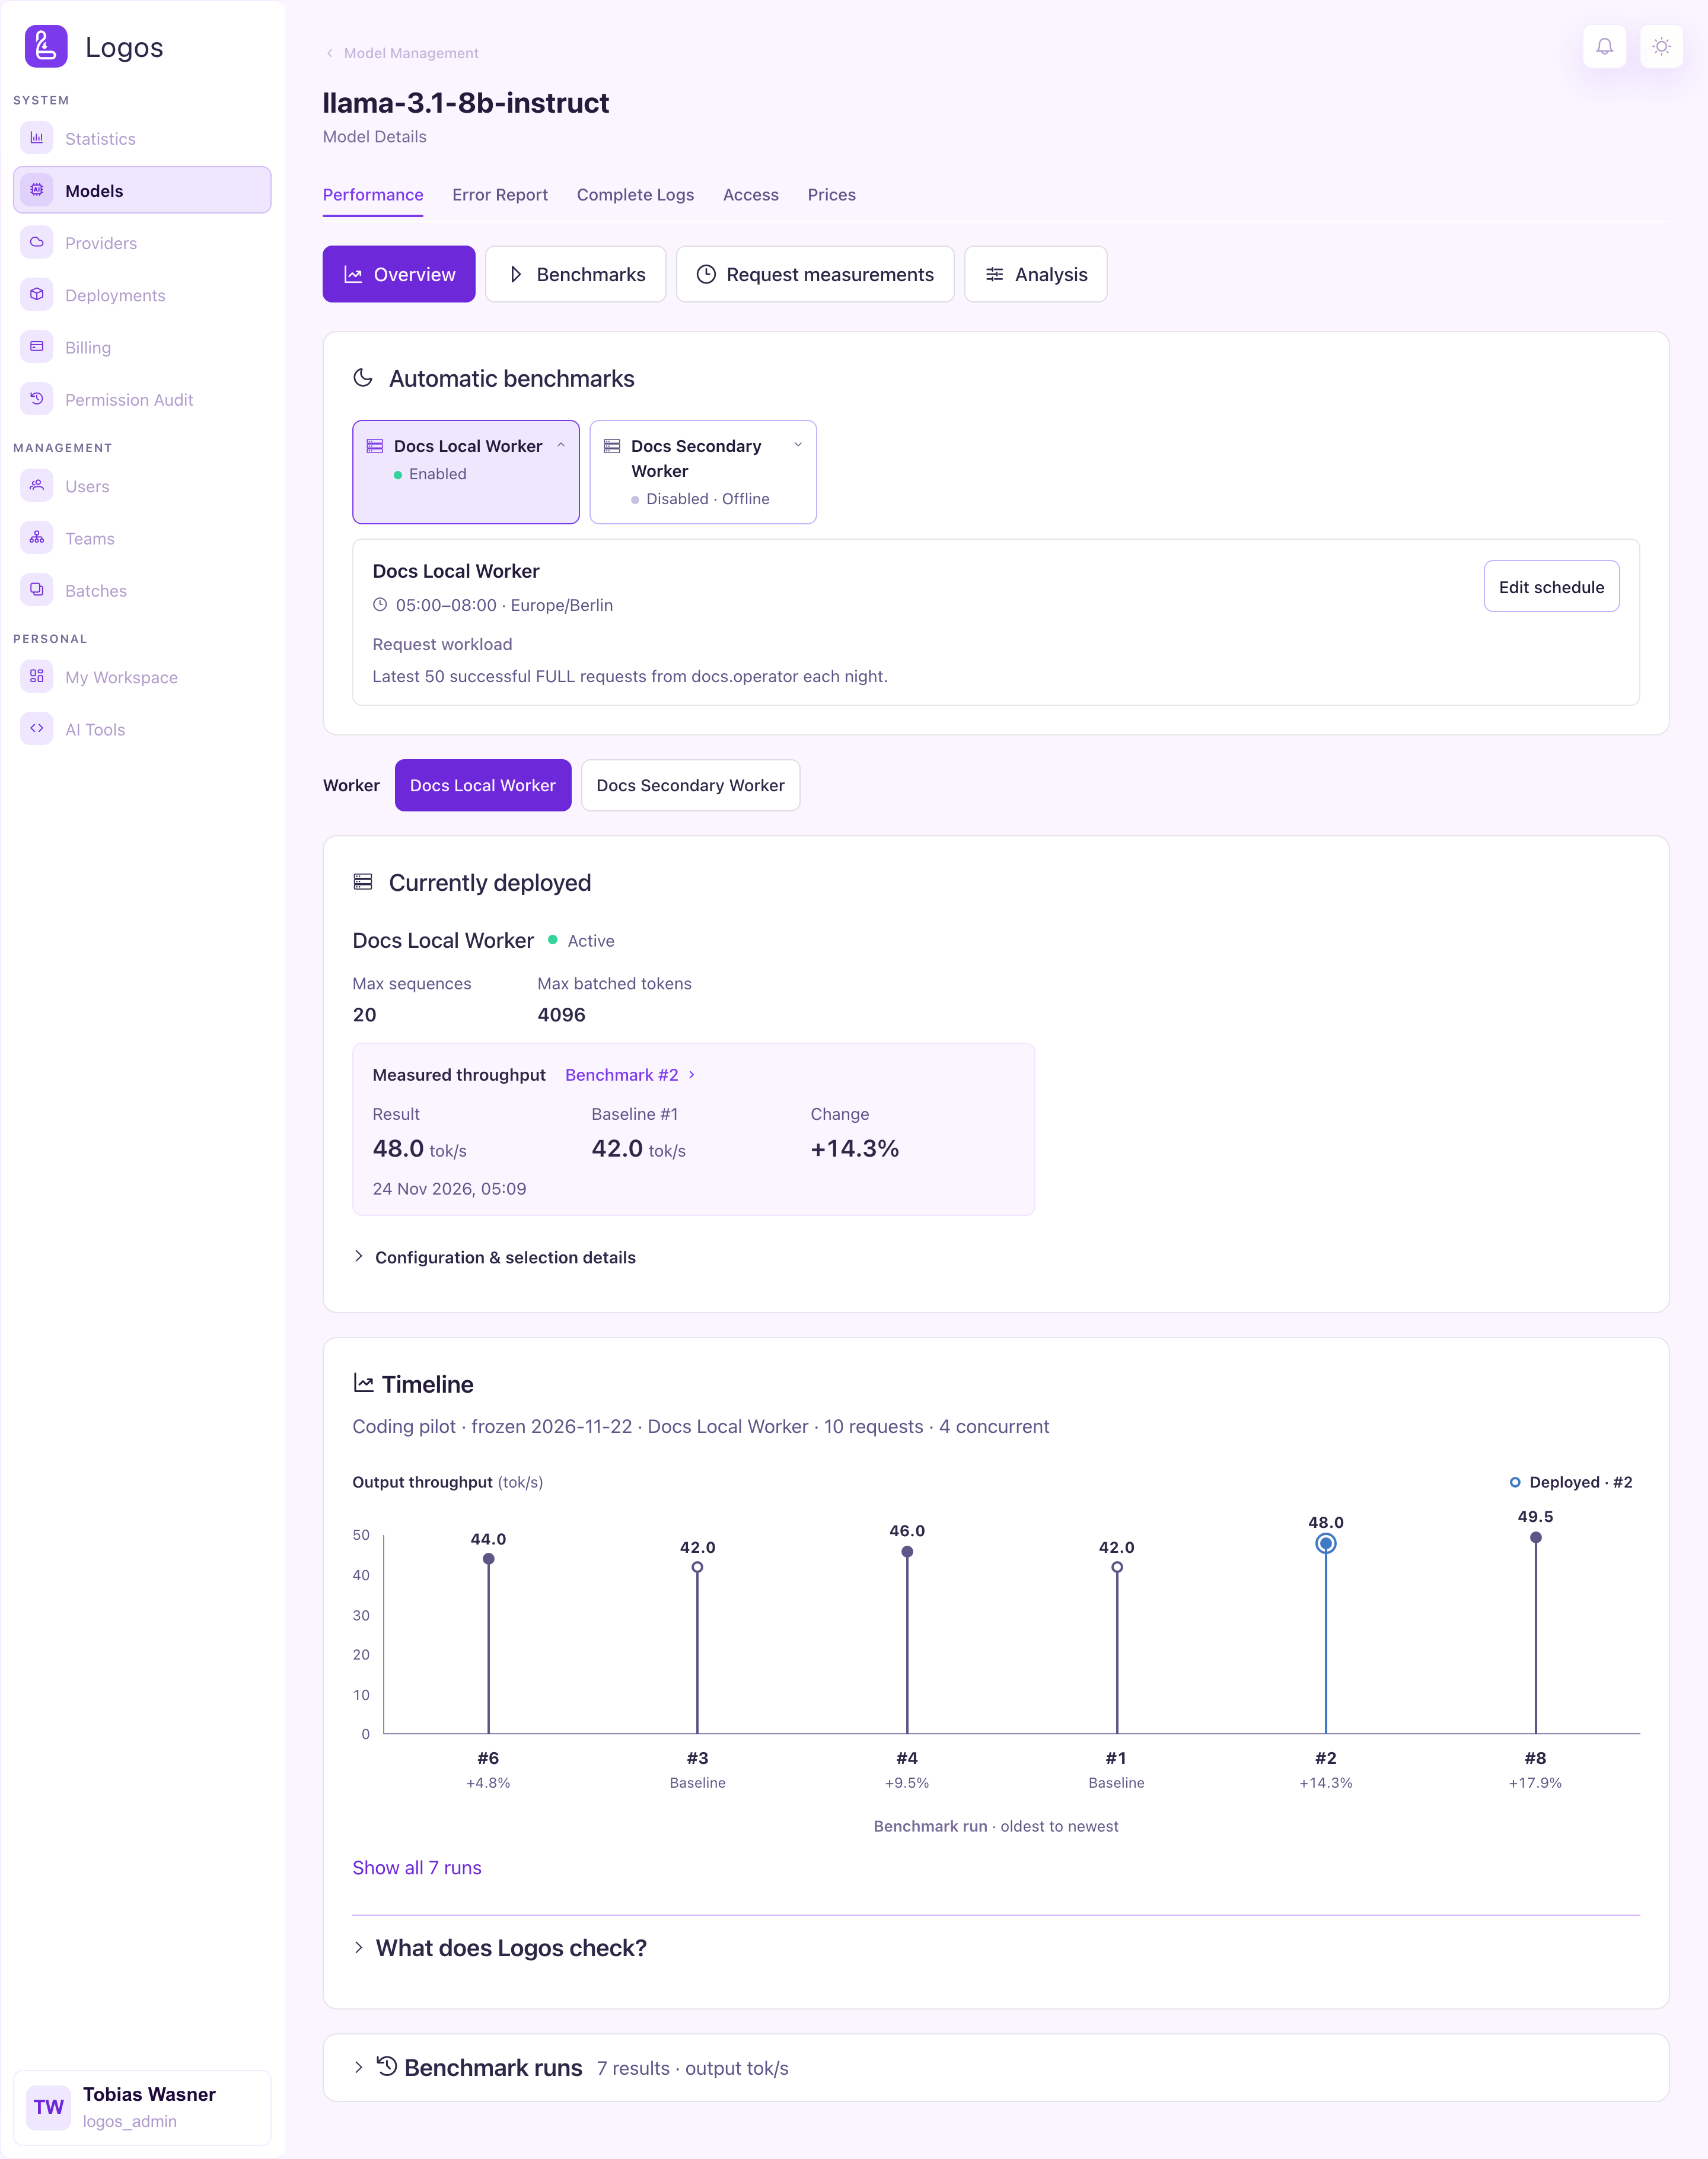 Logos
SYSTEM
Statistics
Models
Providers
Deployments
Billing
Permission Audit
MANAGEMENT
Users
Teams
Batches
PERSONAL
My Workspace
AI Tools
TW
Tobias Wasner
logos_admin
Model Management
llama-3.1-8b-instruct
Model Details
Performance Error Report Complete Logs Access Prices
Overview Benchmarks Request measurements Analysis
Automatic benchmarks
Docs Local Worker
Enabled
Docs Secondary
Worker
Disabled · Offline
Docs Local Worker
Edit schedule
05:00–08:00 · Europe/Berlin
Request workload
Latest 50 successful FULL requests from docs.operator each night.
Worker Docs Local Worker Docs Secondary Worker
Currently deployed
Docs Local Worker Active
Max sequences Max batched tokens
20 4096
Measured throughput Benchmark #2
Result Baseline #1 Change
48.0 tok/s 42.0 tok/s +14.3%
24 Nov 2026, 05:09
Configuration & selection details
Timeline
Coding pilot · frozen 2026-11-22 · Docs Local Worker · 10 requests · 4 concurrent
Output throughput (tok/s) Deployed · #2
50
40
30
20
10
0
44.0 42.0 46.0 42.0 48.0 49.5
#6 #3 #4 #1 #2 #8
+4.8% Baseline +9.5% Baseline +14.3% +17.9%
Benchmark run · oldest to newest
Show all 7 runs
What does Logos check?
Benchmark runs 7 results · output tok/s